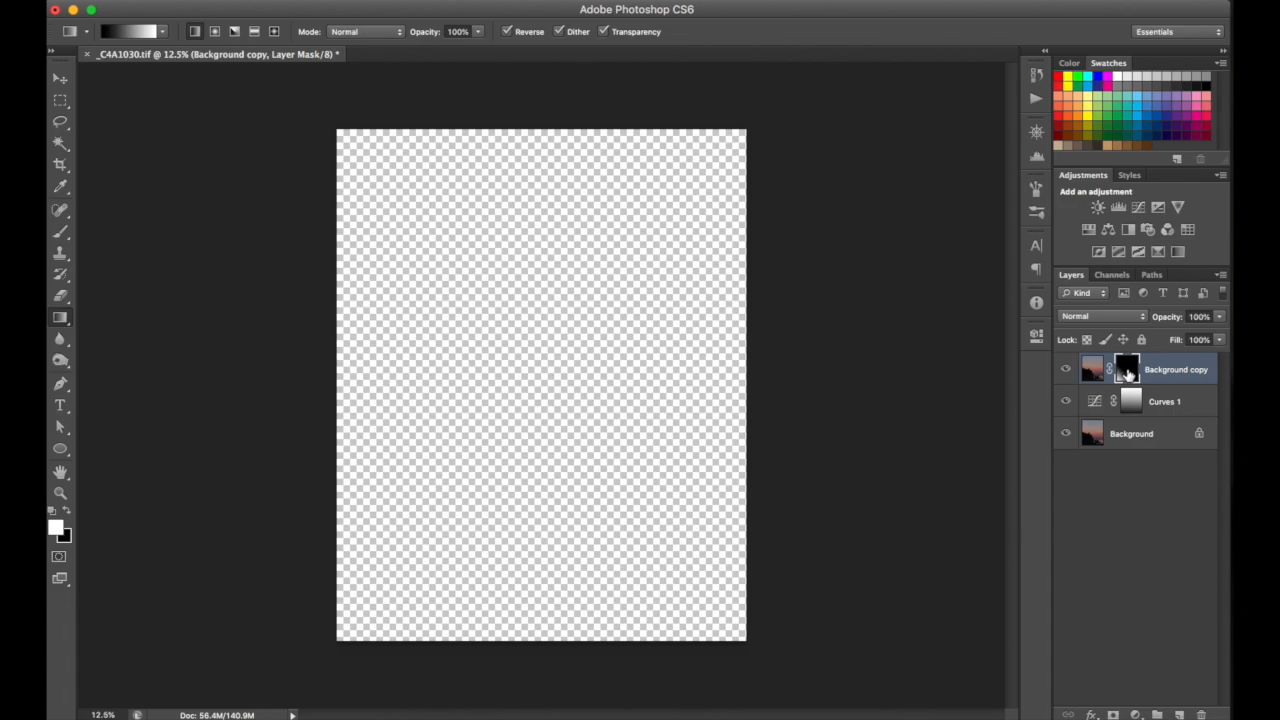 Adobe Photoshop CS6
Mode: Normal Opacity: 100% Reverse Dither Transparency Essentials
× _C4A1030.tif @ 12.5% (Background copy, Layer Mask/8) *
Color Swatches
Adjustments Styles
Add an adjustment
Layers Channels Paths
Kind
Normal Opacity: 100%
Lock: Fill: 100%
Background copy
Curves 1
Background
12.5% Doc: 56.4M/140.9M